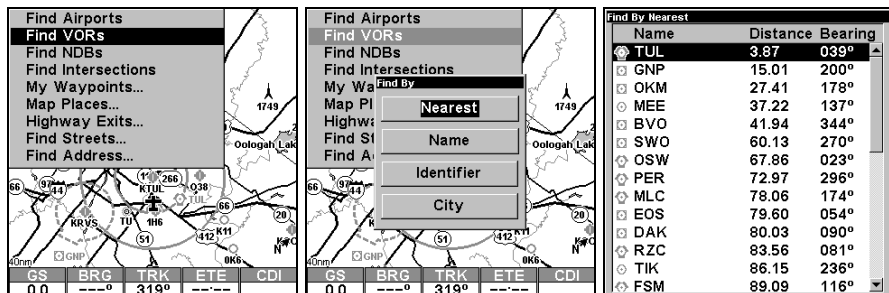 Find Airports
Find VORs
Find NDBs
Find Intersections
My Waypoints...
Map Places...
Highway Exits...
Find Streets...
Find Address...
1749
Oologah Lak
266
038
KTUL
TUL
66
97
44
66
KRVS
TU
1H6
20
51
412
K11
0K6
N
GNP
40nm
GS BRG TRK ETE CDI
0.0 ---º 319º --:--
Find Airports
Find VORs
Find NDBs
Find Intersections
My Wa
Map Pl
Highwa
Find St
Find A
Find By
Nearest
Name
Identifier
City
1749
Oologah Lak
66
97
44
KRVS
20
51
412
K11
0K6
N
GNP
40nm
GS BRG TRK ETE CDI
0.0 ---º 319º --:--
Find By Nearest
Name Distance Bearing
TUL 3.87 039º
GNP 15.01 200º
OKM 27.41 178º
MEE 37.22 137º
BVO 41.94 344º
SWO 60.13 270º
OSW 67.86 023º
PER 72.97 296º
MLC 78.06 174º
EOS 79.60 054º
DAK 80.03 090º
RZC 83.56 081º
TIK 86.15 236º
FSM 89.09 116º